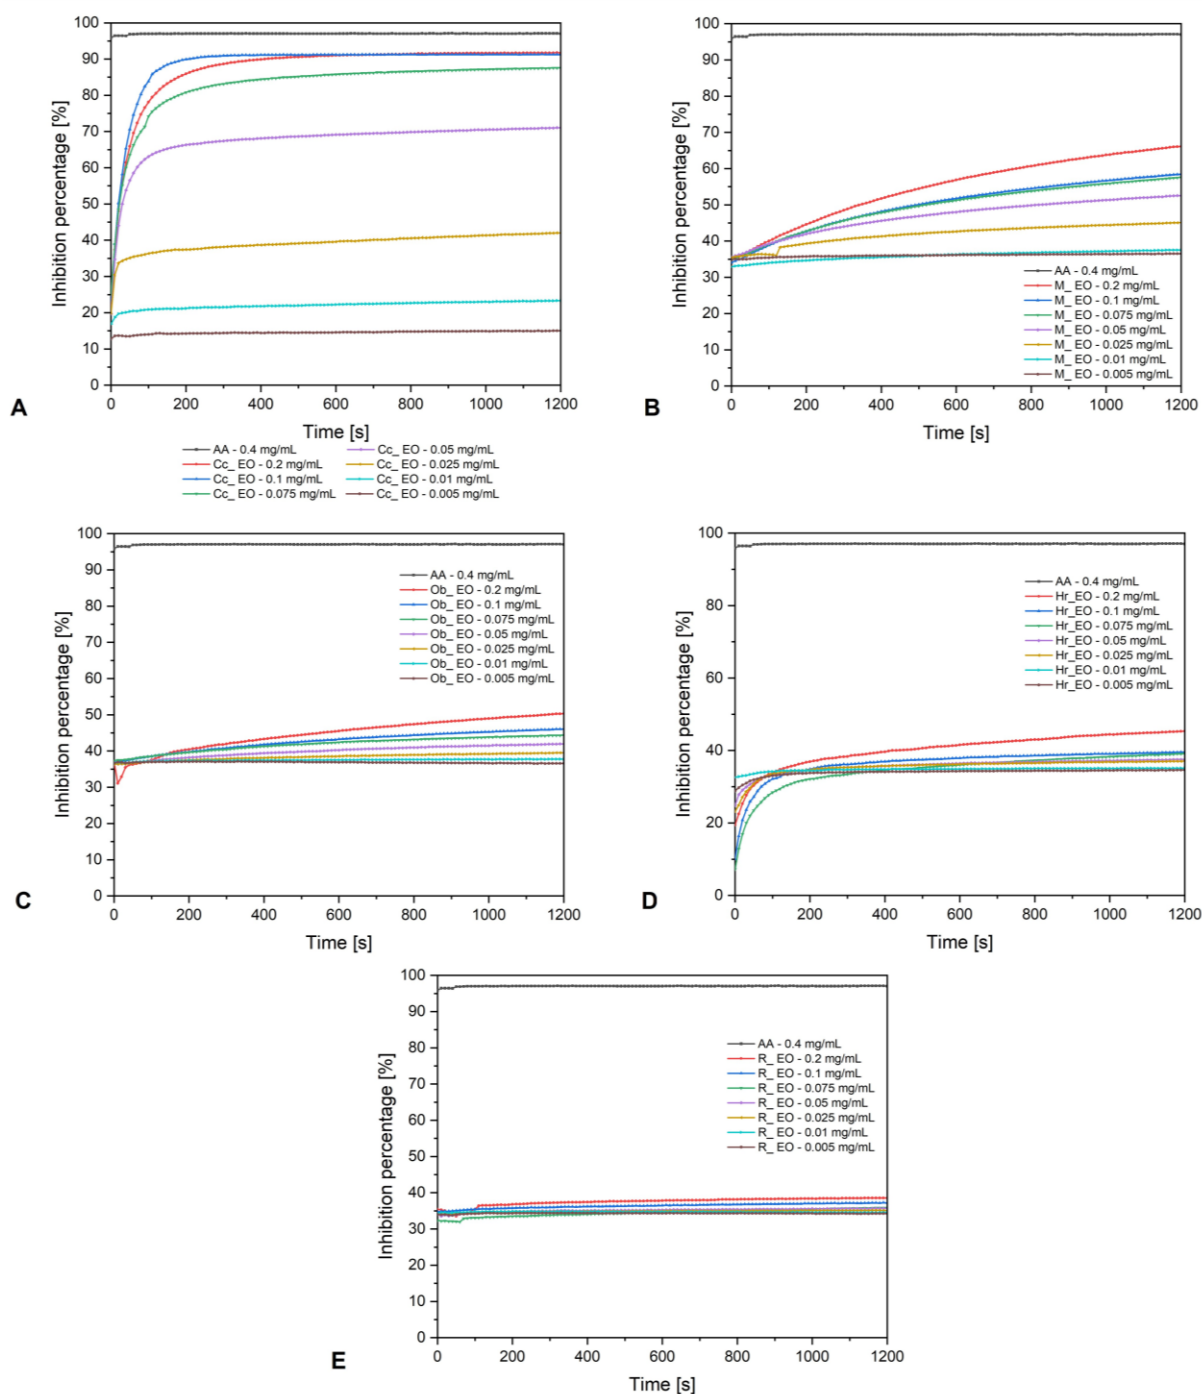 100
90
80
70
60
50
40
30
20
10
0
Inhibition percentage [%]
0 200 400 600 800 1000 1200
Time [s]
A
AA - 0.4 mg/mL
Cc_ EO - 0.2 mg/mL
Cc_ EO - 0.1 mg/mL
Cc_ EO - 0.075 mg/mL
Cc_ EO - 0.05 mg/mL
Cc_ EO - 0.025 mg/mL
Cc_ EO - 0.01 mg/mL
Cc_ EO - 0.005 mg/mL
100
90
80
70
60
50
40
30
20
10
0
Inhibition percentage [%]
AA - 0.4 mg/mL
M_ EO - 0.2 mg/mL
M_ EO - 0.1 mg/mL
M_ EO - 0.075 mg/mL
M_ EO - 0.05 mg/mL
M_ EO - 0.025 mg/mL
M_ EO - 0.01 mg/mL
M_ EO - 0.005 mg/mL
0 200 400 600 800 1000 1200
Time [s]
B
100
90
80
70
60
50
40
30
20
10
0
Inhibition percentage [%]
AA - 0.4 mg/mL
Ob_ EO - 0.2 mg/mL
Ob_ EO - 0.1 mg/mL
Ob_ EO - 0.075 mg/mL
Ob_ EO - 0.05 mg/mL
Ob_ EO - 0.025 mg/mL
Ob_ EO - 0.01 mg/mL
Ob_ EO - 0.005 mg/mL
0 200 400 600 800 1000 1200
Time [s]
C
100
80
60
40
20
0
Inhibition percentage [%]
AA - 0.4 mg/mL
Hr_EO - 0.2 mg/mL
Hr_EO - 0.1 mg/mL
Hr_EO - 0.075 mg/mL
Hr_EO - 0.05 mg/mL
Hr_EO - 0.025 mg/mL
Hr_EO - 0.01 mg/mL
Hr_EO - 0.005 mg/mL
0 200 400 600 800 1000 1200
Time [s]
D
100
90
80
70
60
50
40
30
20
10
0
Inhibition percentage [%]
AA - 0.4 mg/mL
R_ EO - 0.2 mg/mL
R_ EO - 0.1 mg/mL
R_ EO - 0.075 mg/mL
R_ EO - 0.05 mg/mL
R_ EO - 0.025 mg/mL
R_ EO - 0.01 mg/mL
R_ EO - 0.005 mg/mL
0 200 400 600 800 1000 1200
Time [s]
E